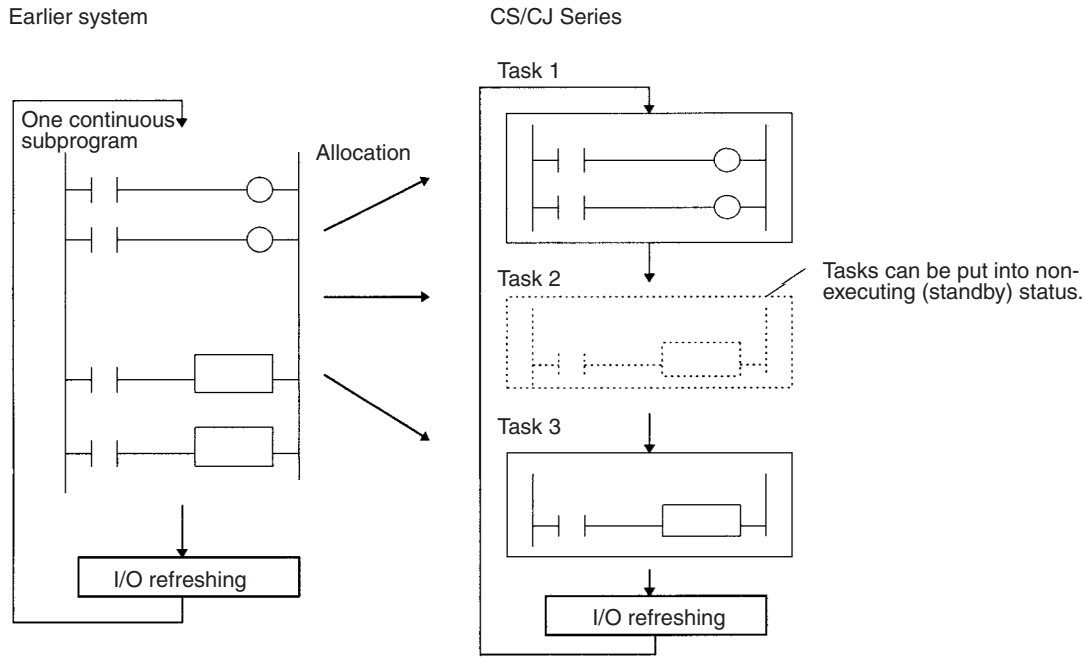 Earlier system
CS/CJ Series
One continuous
subprogram
Allocation
Task 1
Task 2
Tasks can be put into non-
executing (standby) status.
Task 3
I/O refreshing
I/O refreshing